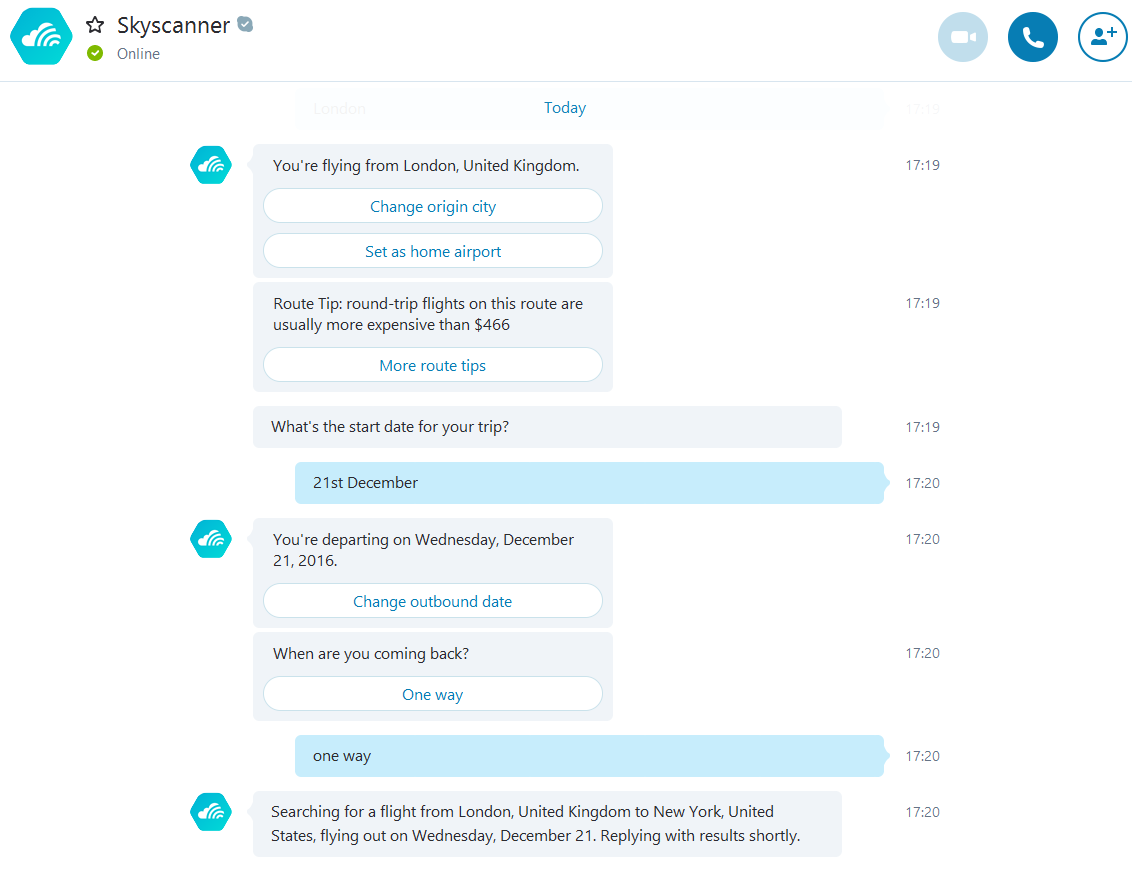 Skyscanner
Online
London
Today
17:19
You're flying from London, United Kingdom.
17:19
Change origin city
Set as home airport
Route Tip: round-trip flights on this route are
usually more expensive than $466
17:19
More route tips
What's the start date for your trip?
17:19
21st December
17:20
You're departing on Wednesday, December
21, 2016.
17:20
Change outbound date
When are you coming back?
17:20
One way
one way
17:20
Searching for a flight from London, United Kingdom to New York, United
States, flying out on Wednesday, December 21. Replying with results shortly.
17:20